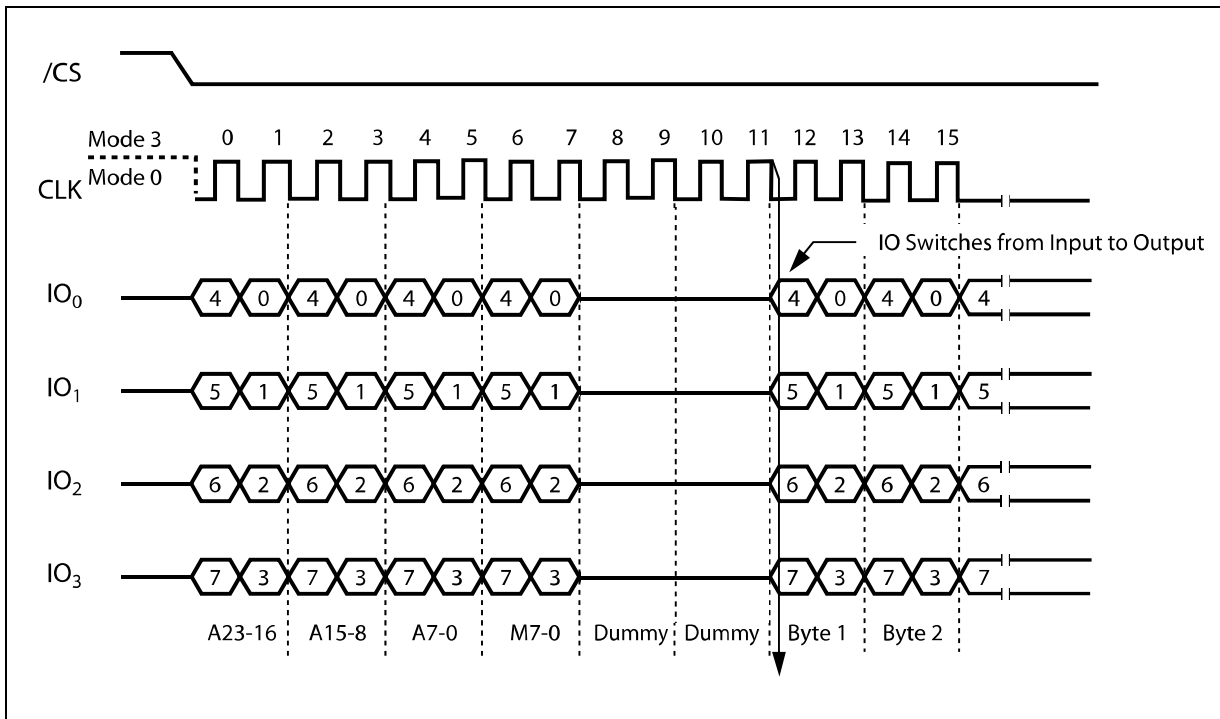 /CS
Mode 3 0 1 2 3 4 5 6 7 8 9 10 11 12 13 14 15
CLK Mode 0
IO Switches from Input to Output
IO0 4 0 4 0 4 0 4 0 4 0 4 0 4
IO1 5 1 5 1 5 1 5 1 5 1 5 1 5
IO2 6 2 6 2 6 2 6 2 6 2 6 2 6
IO3 7 3 7 3 7 3 7 3 7 3 7 3 7
A23-16 A15-8 A7-0 M7-0 Dummy Dummy Byte 1 Byte 2